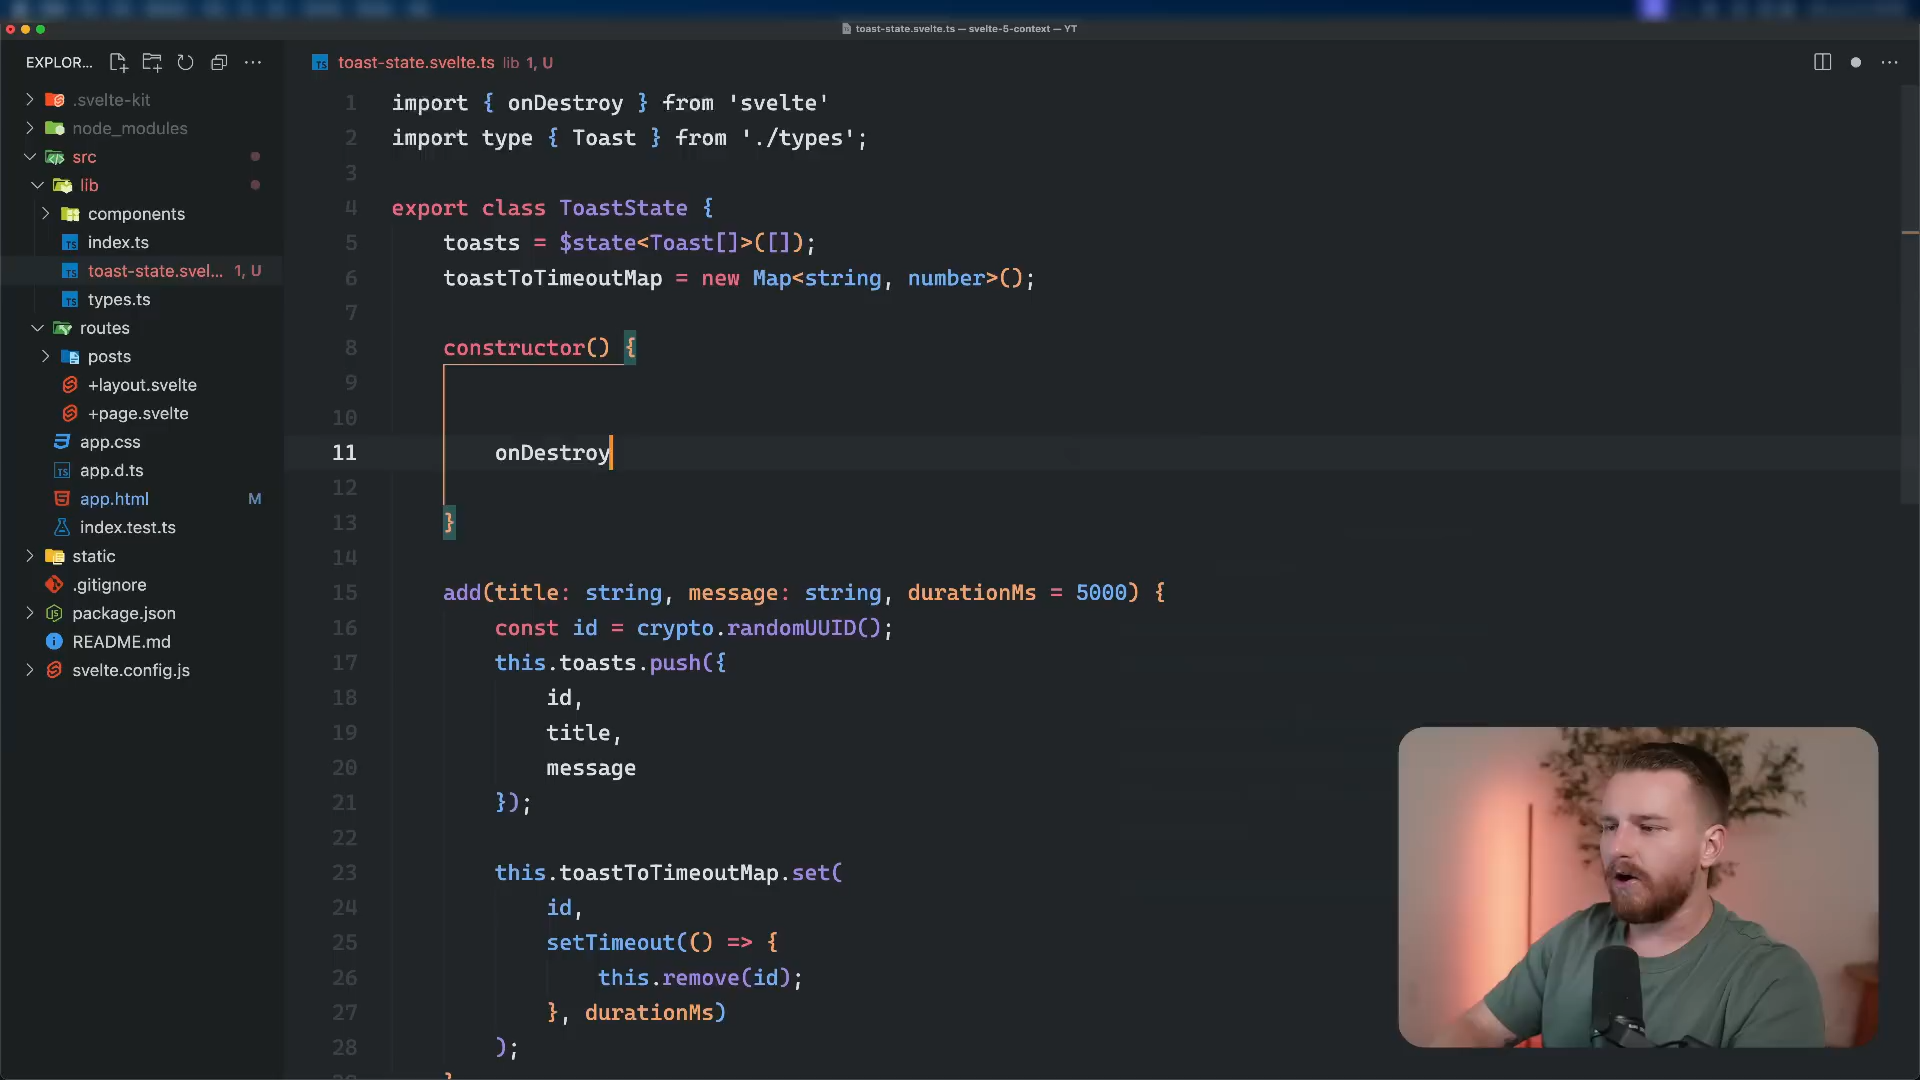 toast-state.svelte.ts — svelte-5-context — YT
EXPLOR...
toast-state.svelte.ts lib 1, U
.svelte-kit
node_modules
src
lib
components
index.ts
toast-state.svel... 1, U
types.ts
routes
posts
+layout.svelte
+page.svelte
app.css
app.d.ts
app.html M
index.test.ts
static
.gitignore
package.json
README.md
svelte.config.js
1 import { onDestroy } from 'svelte'
2 import type { Toast } from './types';
3
4 export class ToastState {
5 toasts = $state<Toast[]>([]);
6 toastToTimeoutMap = new Map<string, number>();
7
8 constructor() {
9
10
11 onDestroy
12
13 }
14
15 add(title: string, message: string, durationMs = 5000) {
16 const id = crypto.randomUUID();
17 this.toasts.push({
18 id,
19 title,
20 message
21 });
22
23 this.toastToTimeoutMap.set(
24 id,
25 setTimeout(() => {
26 this.remove(id);
27 }, durationMs)
28 );